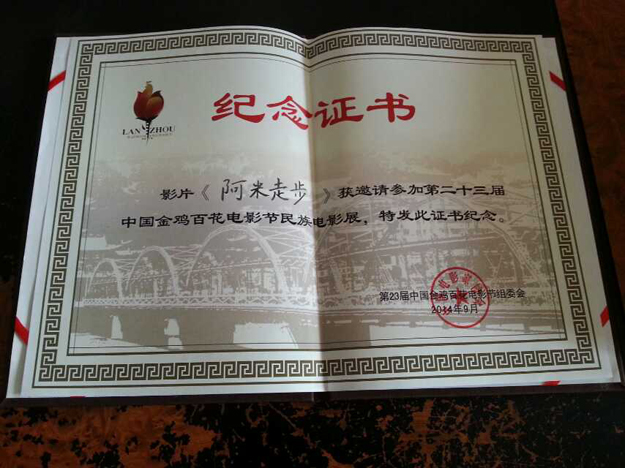 LANZHOU
纪念证书
影片《阿米走步》获邀请参加第二十三届
中国金鸡百花电影节民族电影展，特发此证书纪念。
第23届中国金鸡百花电影节组委会
2014年9月